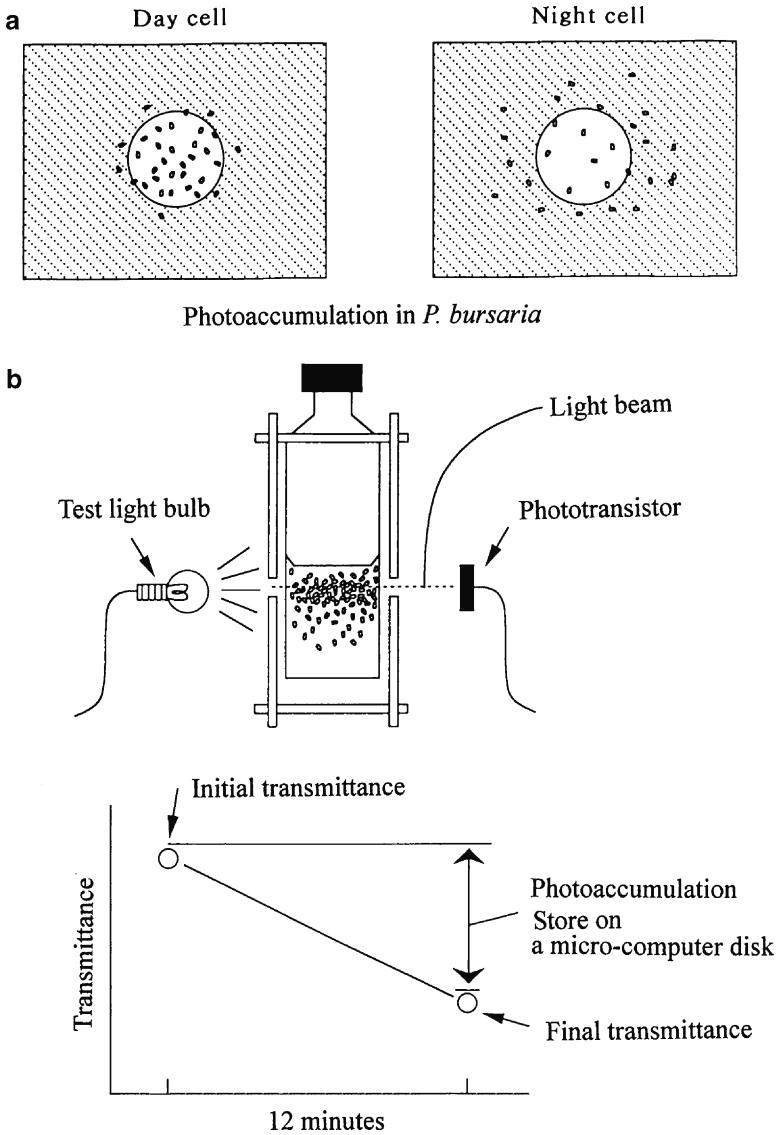 a
Day cell
Night cell
Photoaccumulation in P. bursaria
b
Light beam
Test light bulb
Phototransistor
Initial transmittance
Transmittance
Photoaccumulation
Store on
a micro-computer disk
Final transmittance
12 minutes